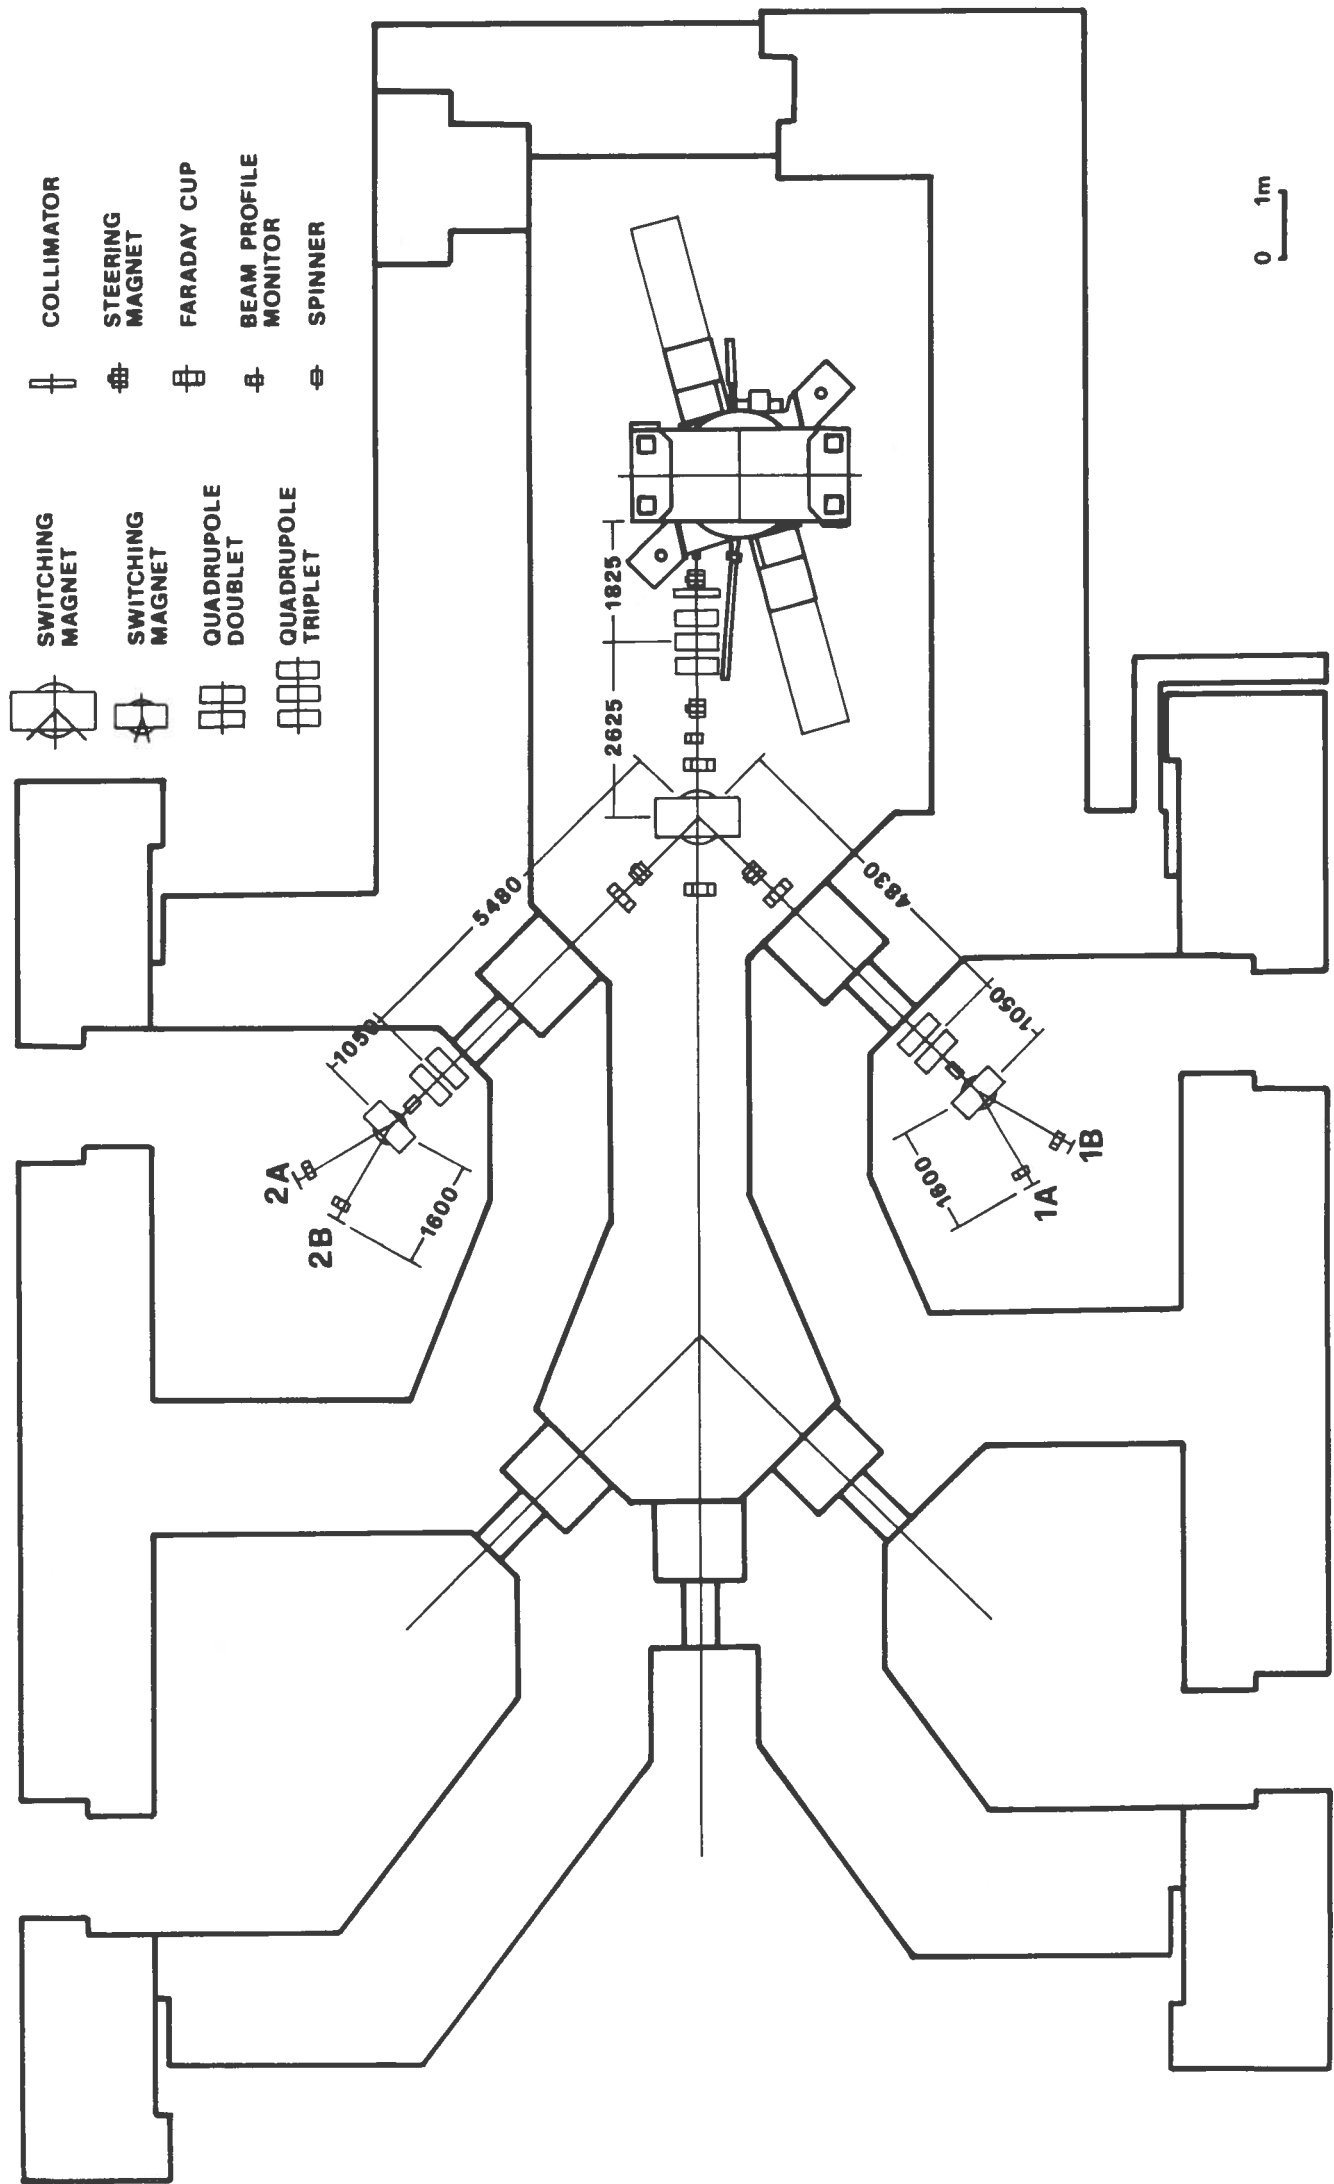 SWITCHING
MAGNET
SWITCHING
MAGNET
QUADRUPOLE
DOUBLET
QUADRUPOLE
TRIPLET
COLLIMATOR
STEERING
MAGNET
FARADAY CUP
BEAM PROFILE
MONITOR
SPINNER
0 1m
1825
2625
5480
4830
1050
1050
1600
1600
2A
2B
1A
1B